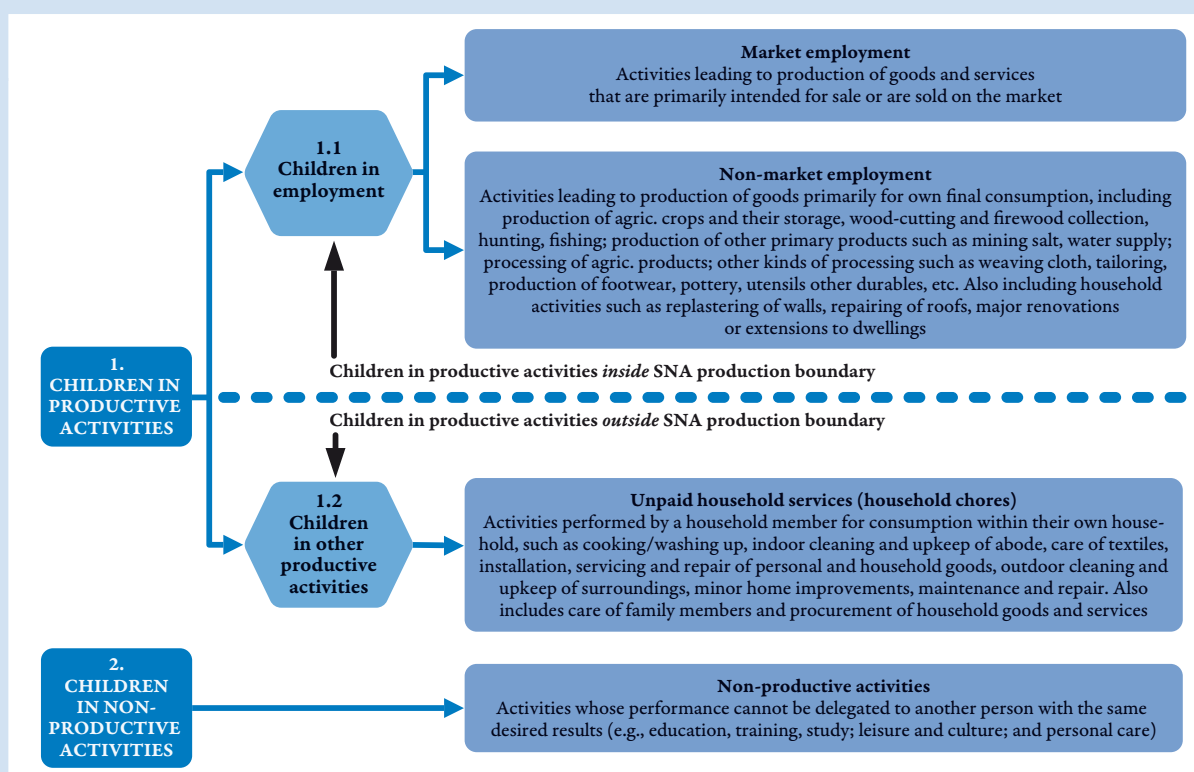 Market employment
Activities leading to production of goods and services
that are primarily intended for sale or are sold on the market
1.1
Children in
employment
Non-market employment
Activities leading to production of goods primarily for own final consumption, including
production of agric. crops and their storage, wood-cutting and firewood collection,
hunting, fishing; production of other primary products such as mining salt, water supply;
processing of agric. products; other kinds of processing such as weaving cloth, tailoring,
production of footwear, pottery, utensils other durables, etc. Also including household
activities such as replastering of walls, repairing of roofs, major renovations
or extensions to dwellings
1.
CHILDREN IN
PRODUCTIVE
ACTIVITIES
Children in productive activities inside SNA production boundary
Children in productive activities outside SNA production boundary
1.2
Children
in other
productive
activities
Unpaid household services (household chores)
Activities performed by a household member for consumption within their own house-
hold, such as cooking/washing up, indoor cleaning and upkeep of abode, care of textiles,
installation, servicing and repair of personal and household goods, outdoor cleaning and
upkeep of surroundings, minor home improvements, maintenance and repair. Also
includes care of family members and procurement of household goods and services
2.
CHILDREN
IN NON-
PRODUCTIVE
ACTIVITIES
Non-productive activities
Activities whose performance cannot be delegated to another person with the same
desired results (e.g., education, training, study; leisure and culture; and personal care)